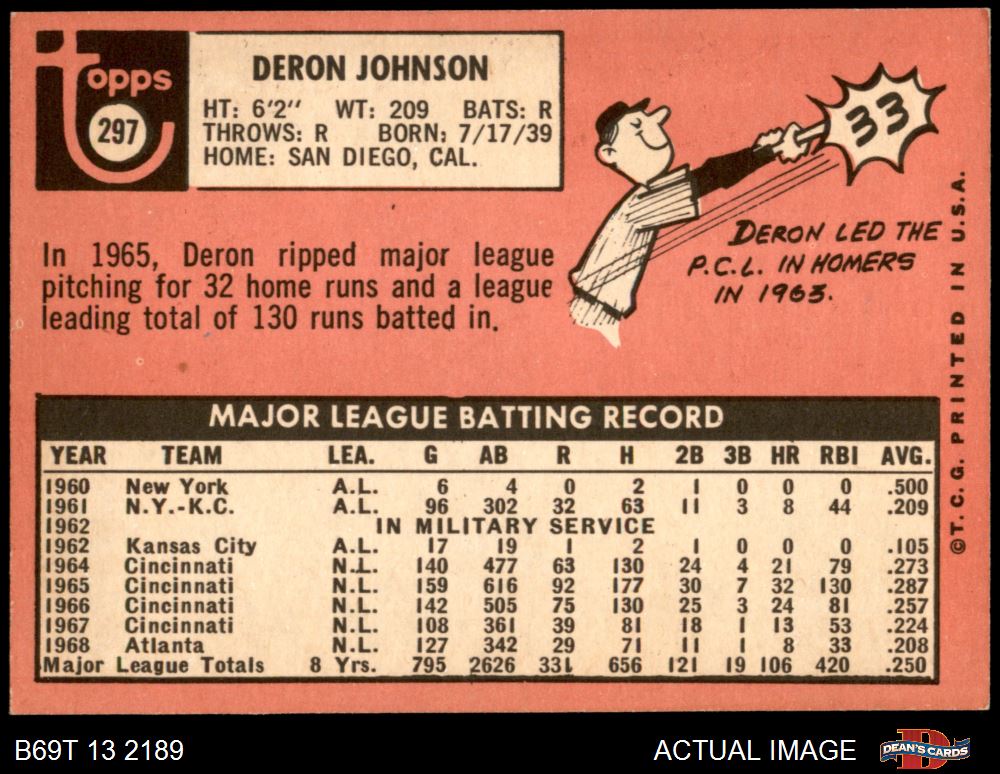 Topps
297
DERON JOHNSON
HT: 6'2" WT: 209 BATS: R
THROWS: R BORN: 7/17/39
HOME: SAN DIEGO, CAL.
33
DERON LED THE
P.C.L. IN HOMERS
IN 1963.
In 1965, Deron ripped major league
pitching for 32 home runs and a league
leading total of 130 runs batted in.
MAJOR LEAGUE BATTING RECORD
YEAR TEAM LEA. G AB R H 2B 3B HR RBI AVG.
1960 New York A.L. 6 4 0 2 1 0 0 0 .500
1961 N.Y.-K.C. A.L. 96 302 32 63 11 3 8 44 .209
1962 IN MILITARY SERVICE
1962 Kansas City A.L. 17 19 1 2 1 0 0 0 .105
1964 Cincinnati N.L. 140 477 63 130 24 4 21 79 .273
1965 Cincinnati N.L. 159 616 92 177 30 7 32 130 .287
1966 Cincinnati N.L. 142 505 75 130 25 3 24 81 .257
1967 Cincinnati N.L. 108 361 39 81 18 1 13 53 .224
1968 Atlanta N.L. 127 342 29 71 11 1 8 33 .208
Major League Totals 8 Yrs. 795 2626 331 656 121 19 106 420 .250
©T.C.G. PRINTED IN U.S.A.
B69T 13 2189
ACTUAL IMAGE
DEAN'S CARDS